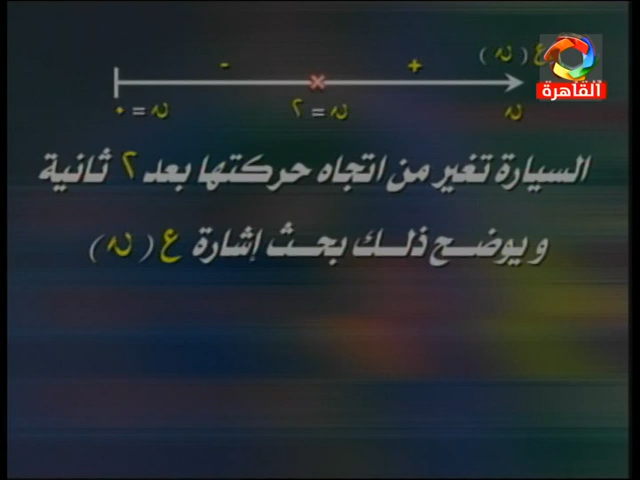 ع ( ن )
القاهرة
- +
ن = ٠ ن = ٢ ن
السيارة تغير من اتجاه حركتها بعد ٢ ثانية
و يوضح ذلك بحث إشارة ع ( ن )